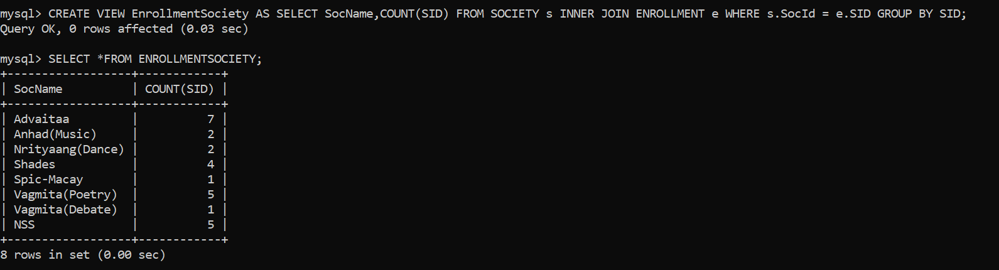 mysql> CREATE VIEW EnrollmentSociety AS SELECT SocName,COUNT(SID) FROM SOCIETY s INNER JOIN ENROLLMENT e WHERE s.SocId = e.SID GROUP BY SID;
Query OK, 0 rows affected (0.03 sec)

mysql> SELECT *FROM ENROLLMENTSOCIETY;
+------------------+------------+
| SocName          | COUNT(SID) |
+------------------+------------+
| Advaitaa         |          7 |
| Anhad(Music)     |          2 |
| Nrityaang(Dance) |          2 |
| Shades           |          4 |
| Spic-Macay       |          1 |
| Vagmita(Poetry)  |          5 |
| Vagmita(Debate)  |          1 |
| NSS              |          5 |
+------------------+------------+
8 rows in set (0.00 sec)